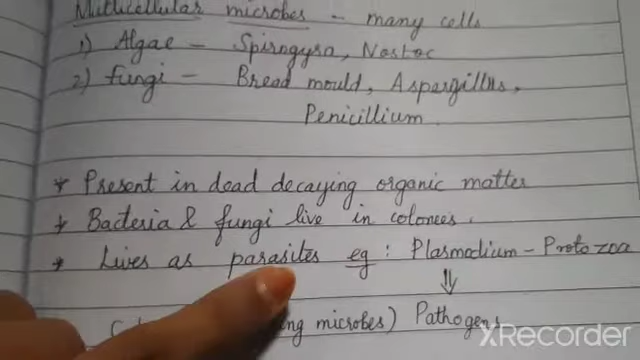 Multicellular microbes - many cells
1) Algae - Spirogyra, Nostoc
2) fungi - Bread mould, Aspergillus,
Penicillium
* Present in dead decaying organic matter
* Bacteria & fungi live in colonees.
* Lives as parasites eg: Plasmodium - Protozoa
⇓
microbes) Pathogens
XRecorder